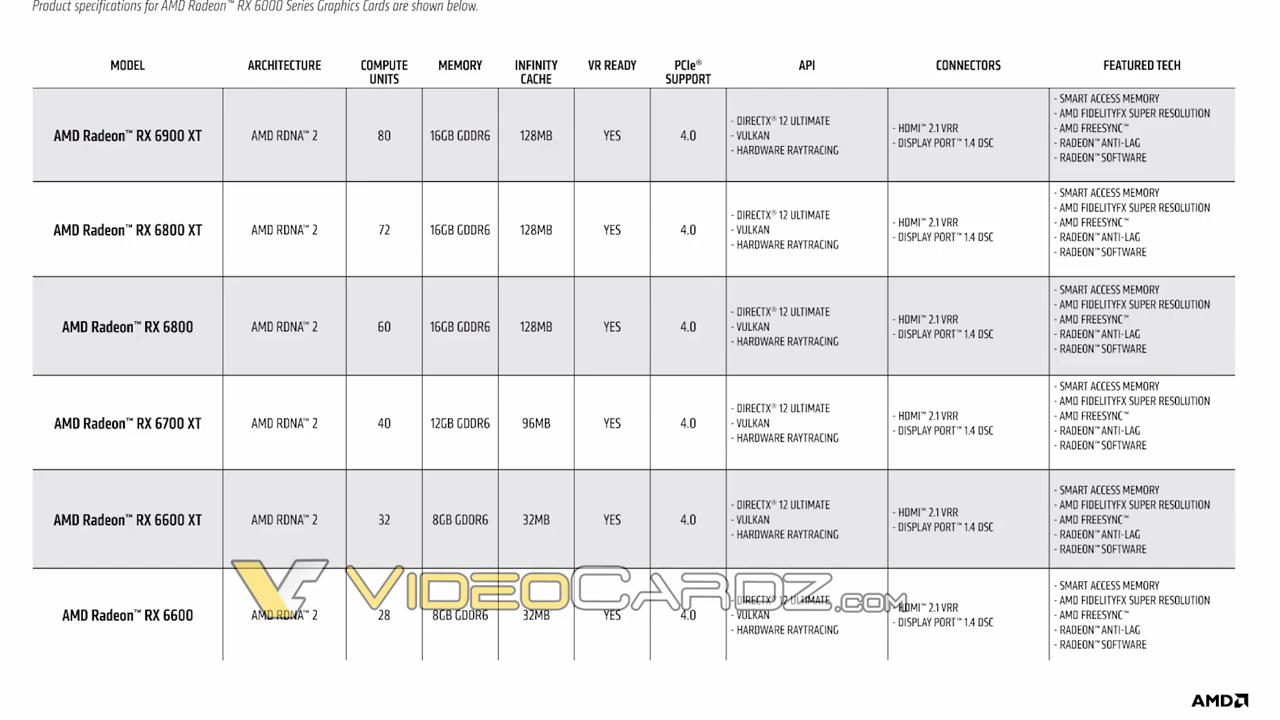 Product specifications for AMD Radeon™ RX 6000 Series Graphics Cards are shown below.
MODEL ARCHITECTURE COMPUTE UNITS MEMORY INFINITY CACHE VR READY PCIe® SUPPORT API CONNECTORS FEATURED TECH
AMD Radeon™ RX 6900 XT AMD RDNA™ 2 80 16GB GDDR6 128MB YES 4.0
- DIRECTX® 12 ULTIMATE
- VULKAN
- HARDWARE RAYTRACING
- HDMI™ 2.1 VRR
- DISPLAY PORT™ 1.4 DSC
- SMART ACCESS MEMORY
- AMD FIDELITYFX SUPER RESOLUTION
- AMD FREESYNC™
- RADEON™ ANTI-LAG
- RADEON™ SOFTWARE
AMD Radeon™ RX 6800 XT AMD RDNA™ 2 72 16GB GDDR6 128MB YES 4.0
- DIRECTX® 12 ULTIMATE
- VULKAN
- HARDWARE RAYTRACING
- HDMI™ 2.1 VRR
- DISPLAY PORT™ 1.4 DSC
- SMART ACCESS MEMORY
- AMD FIDELITYFX SUPER RESOLUTION
- AMD FREESYNC™
- RADEON™ ANTI-LAG
- RADEON™ SOFTWARE
AMD Radeon™ RX 6800 AMD RDNA™ 2 60 16GB GDDR6 128MB YES 4.0
- DIRECTX® 12 ULTIMATE
- VULKAN
- HARDWARE RAYTRACING
- HDMI™ 2.1 VRR
- DISPLAY PORT™ 1.4 DSC
- SMART ACCESS MEMORY
- AMD FIDELITYFX SUPER RESOLUTION
- AMD FREESYNC™
- RADEON™ ANTI-LAG
- RADEON™ SOFTWARE
AMD Radeon™ RX 6700 XT AMD RDNA™ 2 40 12GB GDDR6 96MB YES 4.0
- DIRECTX® 12 ULTIMATE
- VULKAN
- HARDWARE RAYTRACING
- HDMI™ 2.1 VRR
- DISPLAY PORT™ 1.4 DSC
- SMART ACCESS MEMORY
- AMD FIDELITYFX SUPER RESOLUTION
- AMD FREESYNC™
- RADEON™ ANTI-LAG
- RADEON™ SOFTWARE
AMD Radeon™ RX 6600 XT AMD RDNA™ 2 32 8GB GDDR6 32MB YES 4.0
- DIRECTX® 12 ULTIMATE
- VULKAN
- HARDWARE RAYTRACING
- HDMI™ 2.1 VRR
- DISPLAY PORT™ 1.4 DSC
- SMART ACCESS MEMORY
- AMD FIDELITYFX SUPER RESOLUTION
- AMD FREESYNC™
- RADEON™ ANTI-LAG
- RADEON™ SOFTWARE
VIDEOCARDZ.COM
AMD Radeon™ RX 6600 AMD RDNA™ 2 28 8GB GDDR6 32MB YES 4.0
- DIRECTX® 12 ULTIMATE
- VULKAN
- HARDWARE RAYTRACING
- HDMI™ 2.1 VRR
- DISPLAY PORT™ 1.4 DSC
- SMART ACCESS MEMORY
- AMD FIDELITYFX SUPER RESOLUTION
- AMD FREESYNC™
- RADEON™ ANTI-LAG
- RADEON™ SOFTWARE
AMD